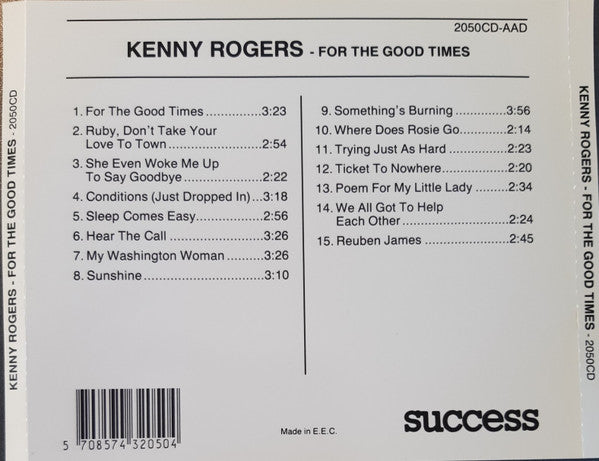 2050CD-AAD
KENNY ROGERS - FOR THE GOOD TIMES
1. For The Good Times ..............3:23
2. Ruby, Don't Take Your
Love To Town ........................2:54
3. She Even Woke Me Up
To Say Goodbye ....................2:22
4. Conditions (Just Dropped In)...3:18
5. Sleep Comes Easy.................2:56
6. Hear The Call .........................3:26
7. My Washington Woman ..........3:26
8. Sunshine ................................3:10
9. Something's Burning ...............3:56
10. Where Does Rosie Go............2:14
11. Trying Just As Hard ...............2:23
12. Ticket To Nowhere..................2:20
13. Poem For My Little Lady ........2:34
14. We All Got To Help
Each Other .............................2:24
15. Reuben James .......................2:45
KENNY ROGERS - FOR THE GOOD TIMES - 2050CD
KENNY ROGERS - FOR THE GOOD TIMES - 2050CD
5 708574 320504
Made in E.E.C.
success